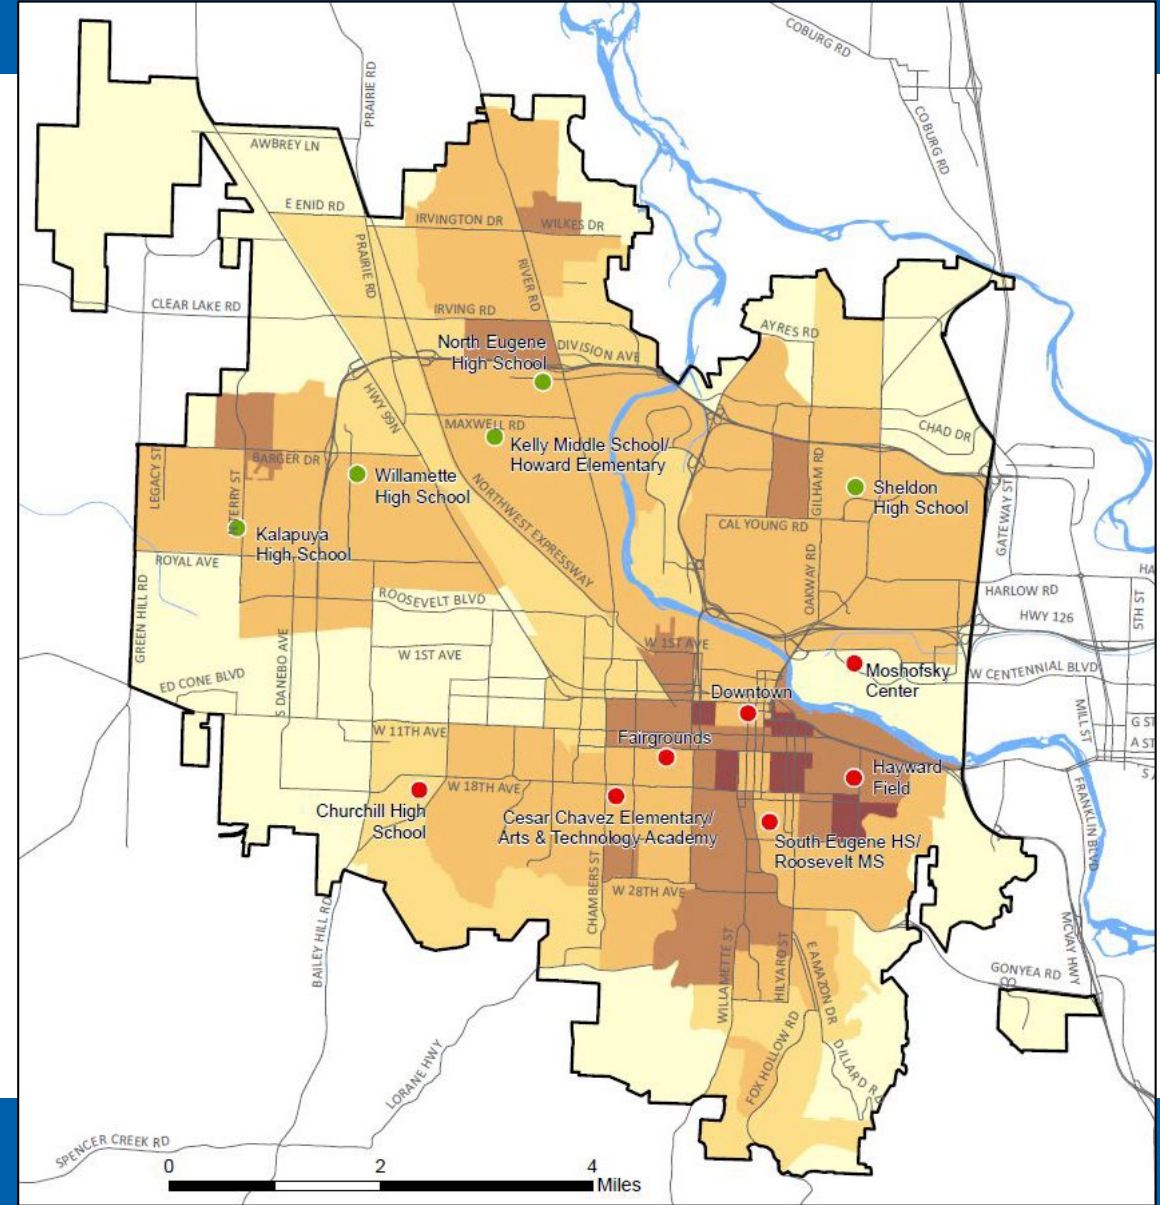 COBURG RD
PRAIRIE RD
COBURG RD
AWBREY LN
E ENID RD
IRVINGTON DR
WILKES DR
PRAIRIE RD
RIVER RD
CLEAR LAKE RD
IRVING RD
AYRES RD
North Eugene
High School
DIVISION AVE
HWY 99N
MAXWELL RD
CHAD DR
Kelly Middle School/
Howard Elementary
BARGER DR
LEGACY ST
TERRY ST
Willamette
High School
NORTHWEST EXPRESSWAY
GILHAM RD
Sheldon
High School
CAL YOUNG RD
GATEWAY ST
Kalapuya
High School
ROYAL AVE
OAKWAY RD
HARLOW RD
HA
GREEN HILL RD
ROOSEVELT BLVD
HWY 126
5TH ST
S DANEBO AVE
W 1ST AVE
W 1ST AVE
ED CONE BLVD
Moshofsky
Center
W CENTENNIAL BLVD
Downtown
MILL ST
G ST
A ST
S A
W 11TH AVE
Fairgrounds
Hayward
Field
W 18TH AVE
Churchill High
School
Cesar Chavez Elementary/
Arts & Technology Academy
South Eugene HS/
Roosevelt MS
FRANKLIN BLVD
CHAMBERS ST
W 28TH AVE
BAILEY HILL RD
WILLAMETTE ST
HILYARD ST
E AMAZON DR
MCVAY HWY
GONYEA RD
FOX HOLLOW RD
DILLARD RD
LORANE HWY
SPENCER CREEK RD
0 2 4
Miles